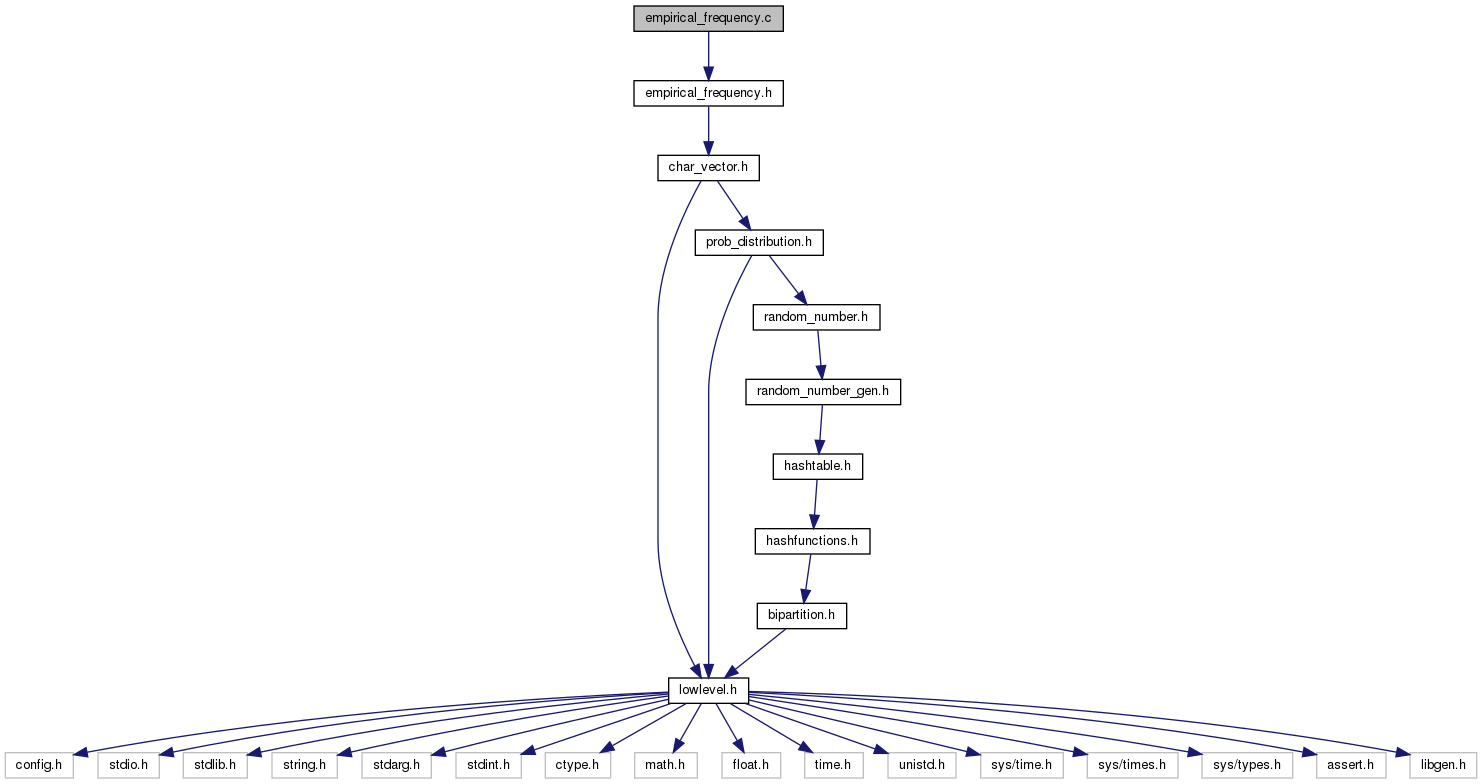 empirical_frequency.c
empirical_frequency.h
char_vector.h
prob_distribution.h
random_number.h
random_number_gen.h
hashtable.h
hashfunctions.h
bipartition.h
lowlevel.h
config.h
stdio.h
stdlib.h
string.h
stdarg.h
stdint.h
ctype.h
math.h
float.h
time.h
unistd.h
sys/time.h
sys/times.h
sys/types.h
assert.h
libgen.h